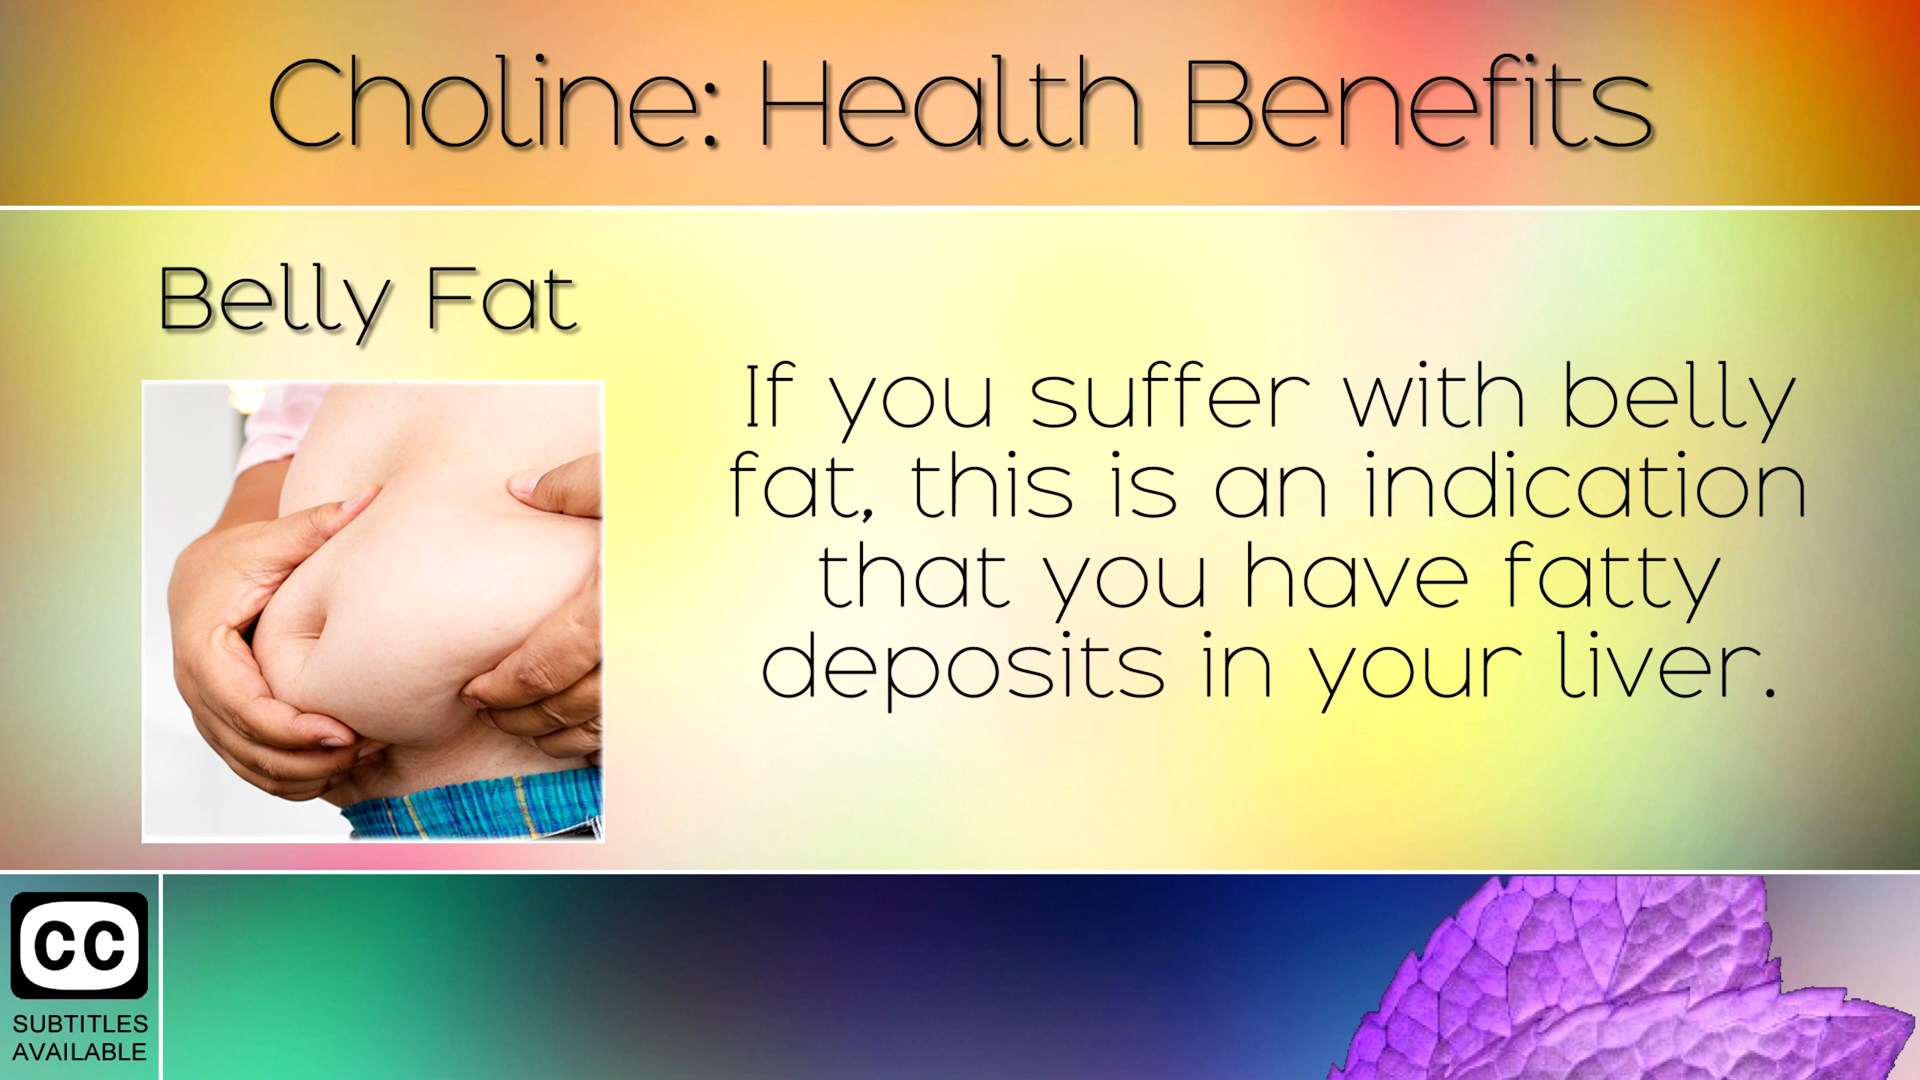 Choline: Health Benefits
Belly Fat
If you suffer with belly
fat, this is an indication
that you have fatty
deposits in your liver.
CC
SUBTITLES
AVAILABLE